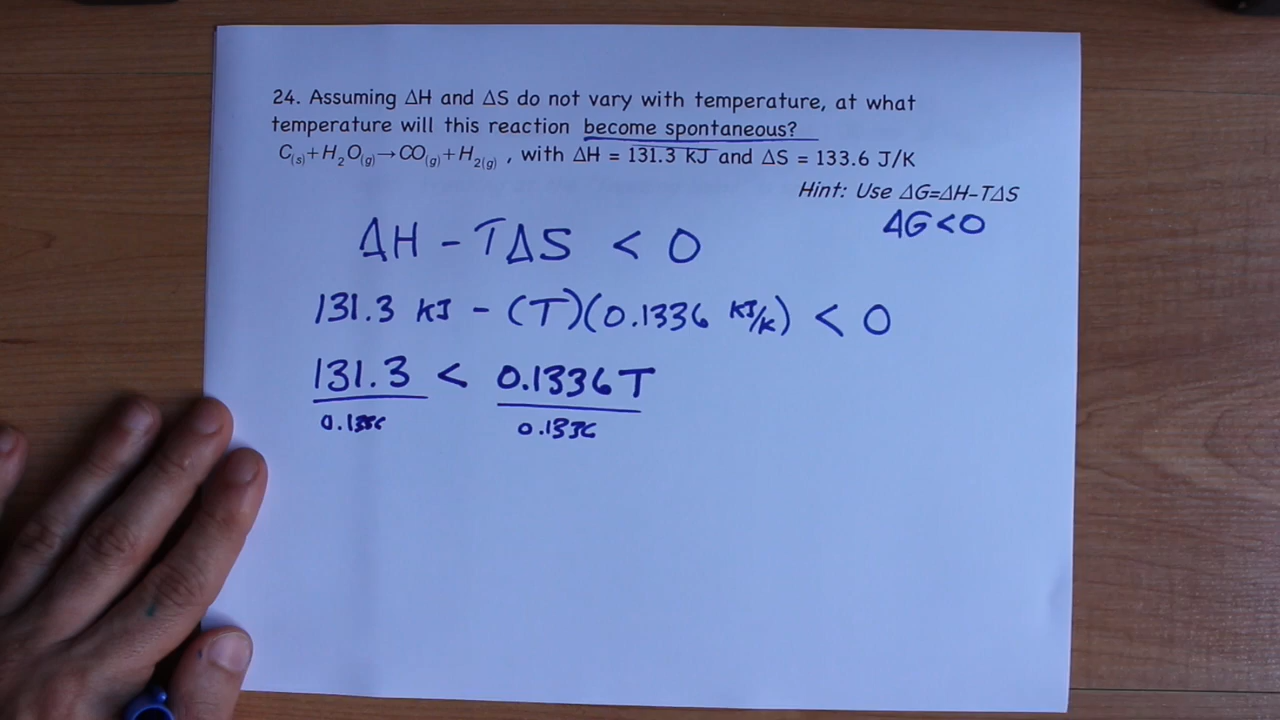 24. Assuming ΔH and ΔS do not vary with temperature, at what
temperature will this reaction become spontaneous?
C(s)+H₂O(g)→CO(g)+H₂(g) , with ΔH = 131.3 KJ and ΔS = 133.6 J/K
Hint: Use ΔG=ΔH-TΔS
ΔG<0
ΔH - TΔS < 0
131.3 KJ - (T)(0.1336 KJ/K) < 0
131.3 < 0.1336T
0.1336 0.1336